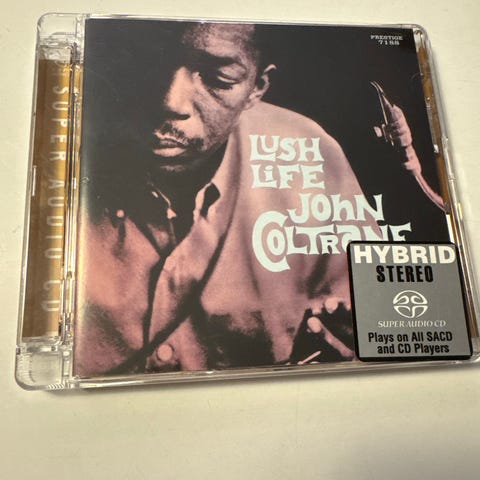 SUPER AUDIO CD
PRESTIGE
7188
LUSH
LiFE
JOHN
COLTRANE
HYBRID
STEREO
SUPER AUDIO CD
Plays on All SACD
and CD Players